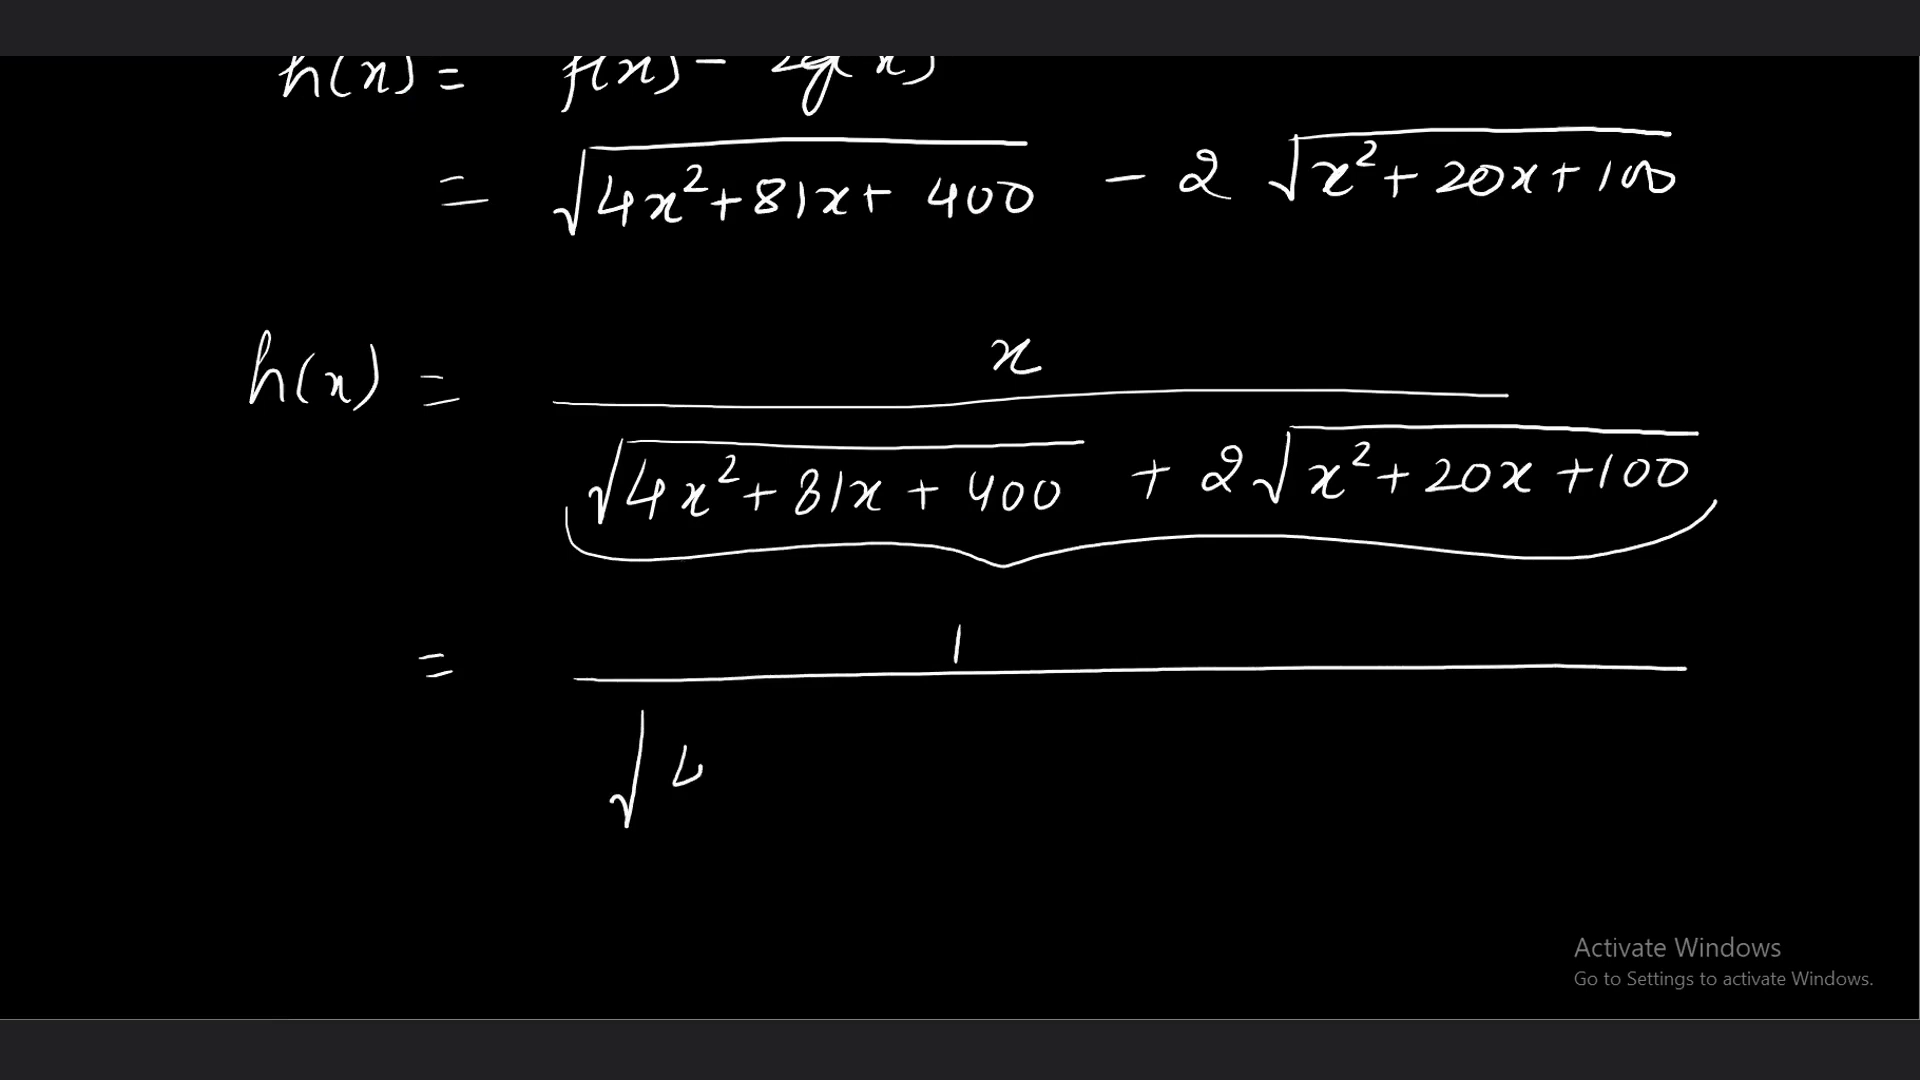 h(x) = f(x) - 2g(x)
= √(4x² + 81x + 400) - 2 √(x² + 20x + 100)
h(x) = x / (√(4x² + 81x + 400) + 2√(x² + 20x + 100))
= 1 / √4
Activate Windows
Go to Settings to activate Windows.